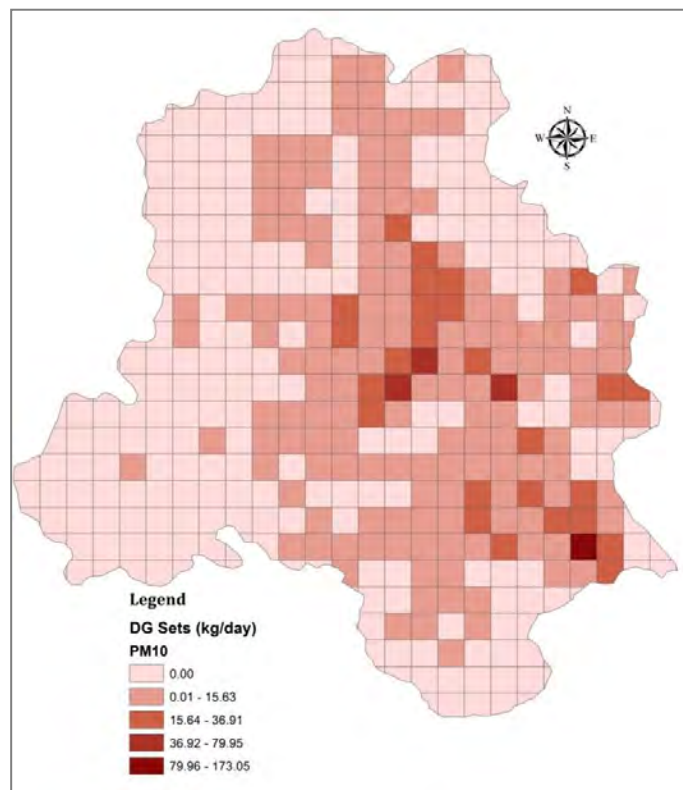 N
W E
S
Legend
DG Sets (kg/day)
PM10
0.00
0.01 - 15.63
15.64 - 36.91
36.92 - 79.95
79.96 - 173.05